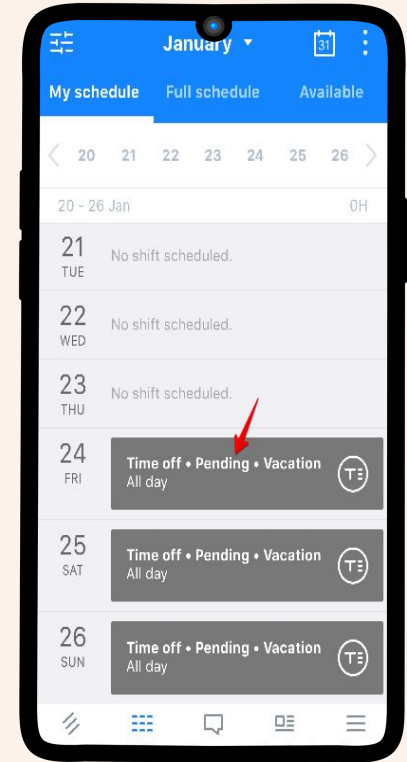 January
31
My schedule Full schedule Available
20 21 22 23 24 25 26
20 - 26 Jan 0H
21
TUE
No shift scheduled.
22
WED
No shift scheduled.
23
THU
No shift scheduled.
24
FRI
Time off • Pending • Vacation
All day
T
25
SAT
Time off • Pending • Vacation
All day
T
26
SUN
Time off • Pending • Vacation
All day
T